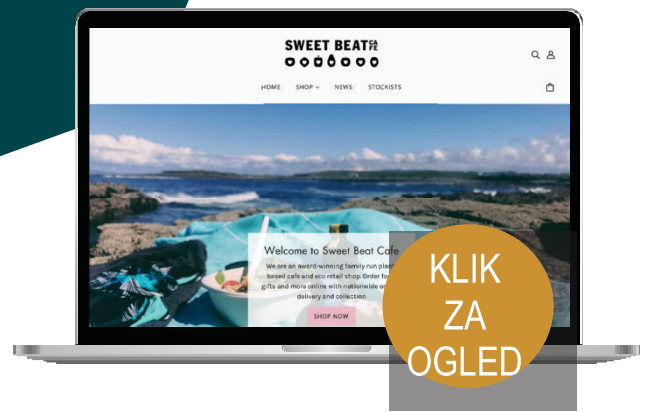 SWEET BEAT CAFE
HOME SHOP NEWS STOCKISTS
Welcome to Sweet Beat Cafe
We are an award-winning family run
based cafe and eco retail shop. Order
gifts and more online with nationwide
delivery and collection
SHOP NOW
KLIK
ZA
OGLED